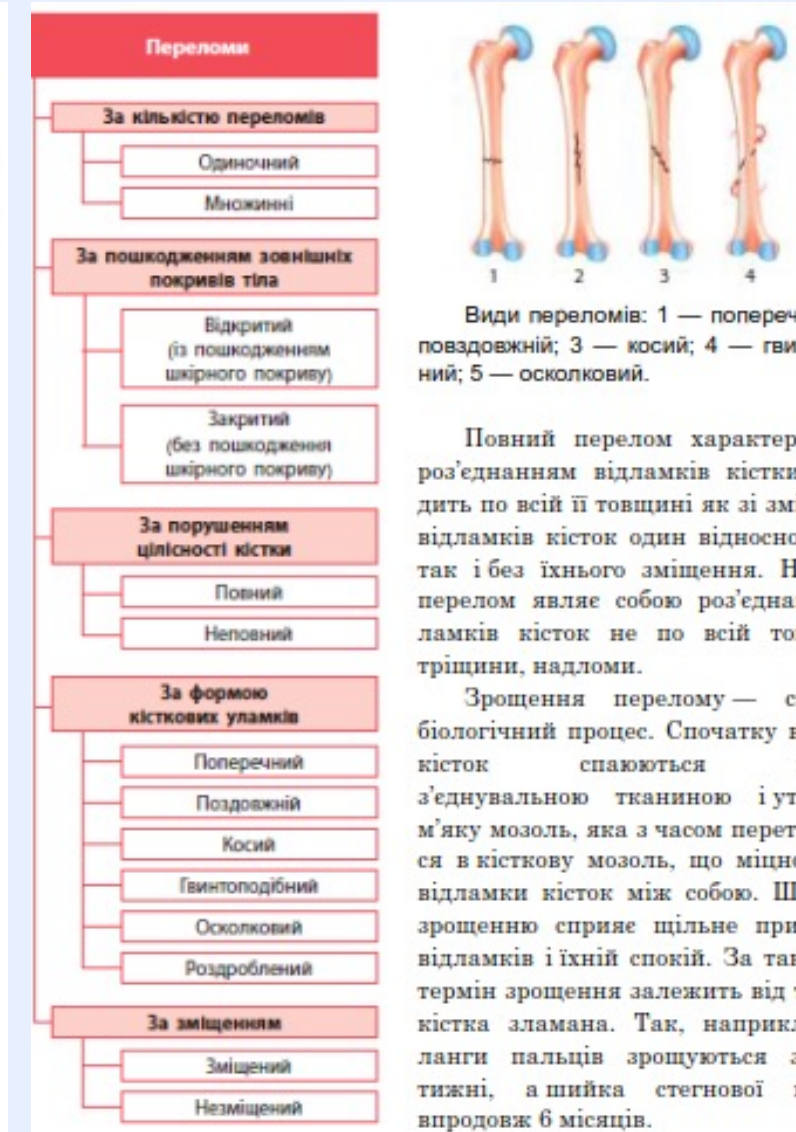 Переломи
За кількістю переломів
Одиночний
Множинні
За пошкодженням зовнішніх
покривів тіла
Відкритий
(із пошкодженням
шкірного покриву)
Закритий
(без пошкодження
шкірного покриву)
За порушенням
цілісності кістки
Повний
Неповний
За формою
кісткових уламків
Поперечний
Поздовжній
Косий
Гвинтоподібний
Осколковий
Роздроблений
За зміщенням
Зміщений
Незміщений
1 2 3 4
Види переломів: 1 — попереч
повздовжній; 3 — косий; 4 — гви
ний; 5 — осколковий.
Повний перелом характер
роз’єднанням відламків кістки
дить по всій її товщині як зі змі
відламків кісток один відносно
так і без їхнього зміщення. Н
перелом являє собою роз’єдна
ламків кісток не по всій то
тріщини, надломи.
Зрощення перелому — с
біологічний процес. Спочатку в
кісток спаюються
з’єднувальною тканиною і ут
м’яку мозоль, яка з часом перет
ся в кісткову мозоль, що міцно
відламки кісток між собою. Ш
зрощенню сприяє щільне при
відламків і їхній спокій. За так
термін зрощення залежить від т
кістка зламана. Так, наприкл
ланги пальців зрощуються з
тижні, а шийка стегнової
впродовж 6 місяців.